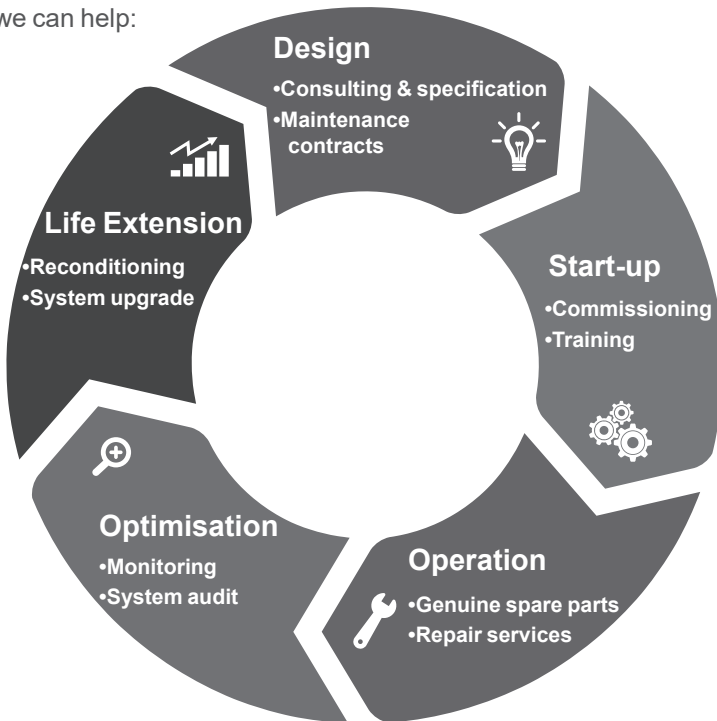 we can help:
Design
•Consulting & specification
•Maintenance
contracts
Start-up
•Commissioning
•Training
Operation
•Genuine spare parts
•Repair services
Optimisation
•Monitoring
•System audit
Life Extension
•Reconditioning
•System upgrade